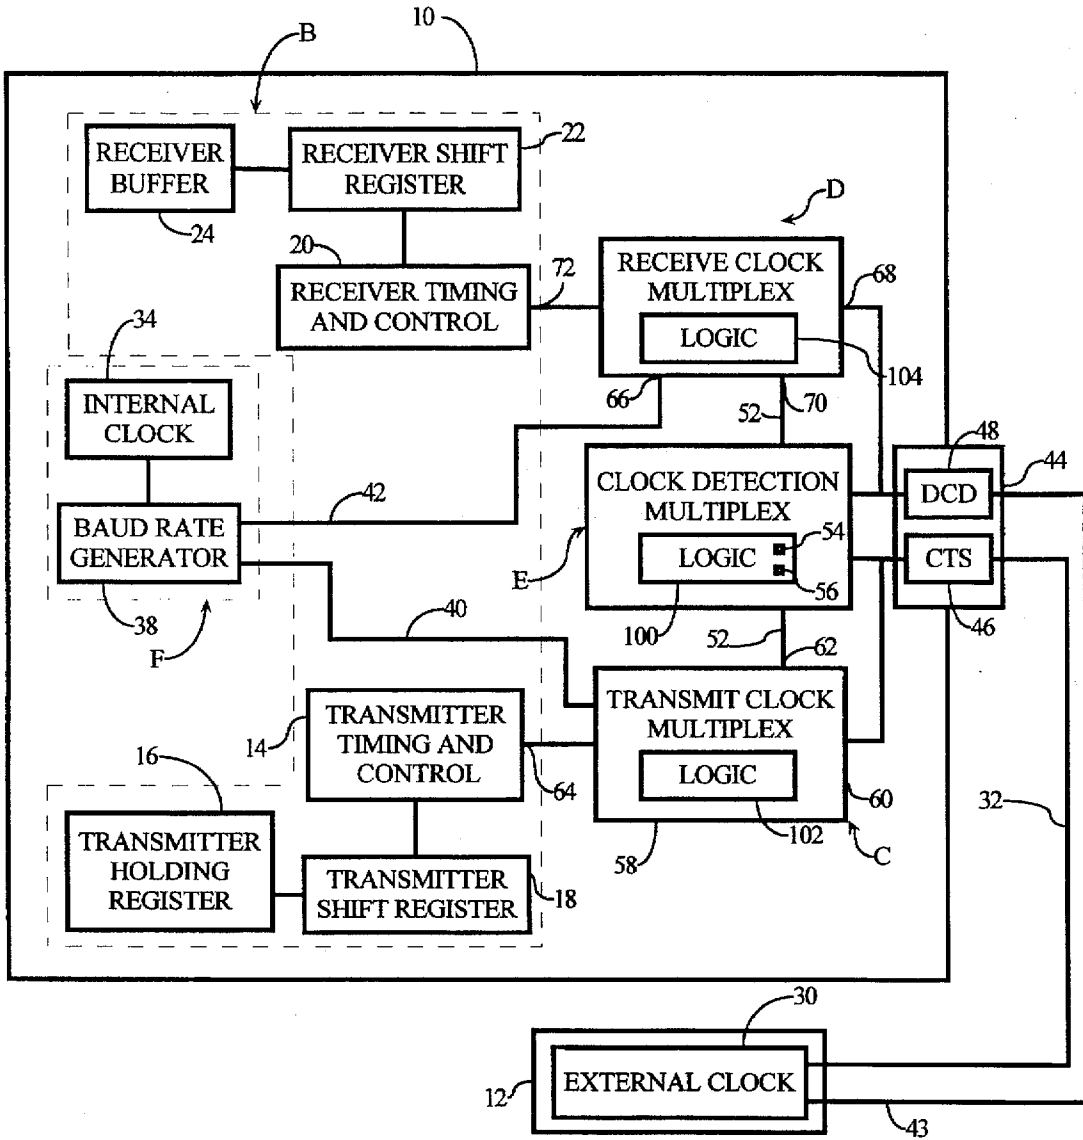 10
B
22
RECEIVER
BUFFER
RECEIVER SHIFT
REGISTER
24
D
20
72
RECEIVE CLOCK
MULTIPLEX
68
RECEIVER TIMING
AND CONTROL
LOGIC
34
104
66
52
70
INTERNAL
CLOCK
48
44
42
CLOCK DETECTION
MULTIPLEX
DCD
BAUD RATE
GENERATOR
54
LOGIC
E
CTS
56
38
F
40
100
46
52
62
TRANSMIT CLOCK
MULTIPLEX
TRANSMITTER
TIMING AND
CONTROL
14
16
64
LOGIC
60
32
102
C
58
TRANSMITTER
HOLDING
REGISTER
TRANSMITTER
SHIFT REGISTER
18
30
12
EXTERNAL CLOCK
43